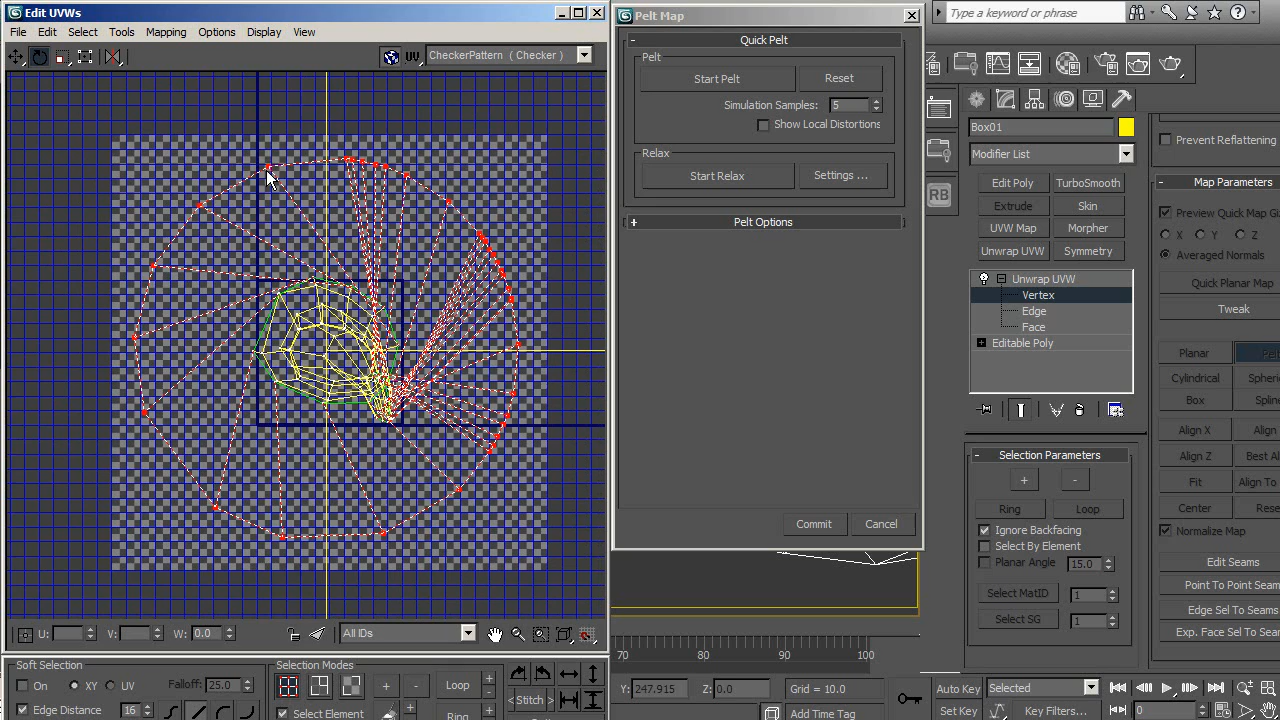 Edit UVWs
File Edit Select Tools Mapping Options Display View
UV CheckerPattern ( Checker )
U: V: W: 0.0 All IDs
Soft Selection
On XY UV Falloff: 25.0
Edge Distance 16
Selection Modes
+ - Loop + -
Select Element Ring + -
Stitch
Pelt Map
- Quick Pelt
Pelt
Start Pelt Reset
Simulation Samples: 5
Show Local Distortions
Relax
Start Relax Settings ...
+ Pelt Options
Commit Cancel
70 80 90 100
Y: 247.915 Z: 0.0 Grid = 10.0
Add Time Tag
Auto Key Selected
Set Key Key Filters... 0
Type a keyword or phrase
RB
Box01
Modifier List
Edit Poly TurboSmooth
Extrude Skin
UVW Map Morpher
Unwrap UVW Symmetry
Unwrap UVW
Vertex
Edge
Face
+ Editable Poly
- Selection Parameters
+ -
Ring Loop
Ignore Backfacing
Select By Element
Planar Angle 15.0
Select MatID 1
Select SG 1
Prevent Reflattening
- Map Parameters
Preview Quick Map Gi
X Y Z
Averaged Normals
Quick Planar Map
Tweak
Planar Pel
Cylindrical Sphere
Box Spline
Align X Align
Align Z Best Al
Fit Align To
Center Rese
Normalize Map
Edit Seams
Point To Point Seam
Edge Sel To Seams
Exp. Face Sel To Seam